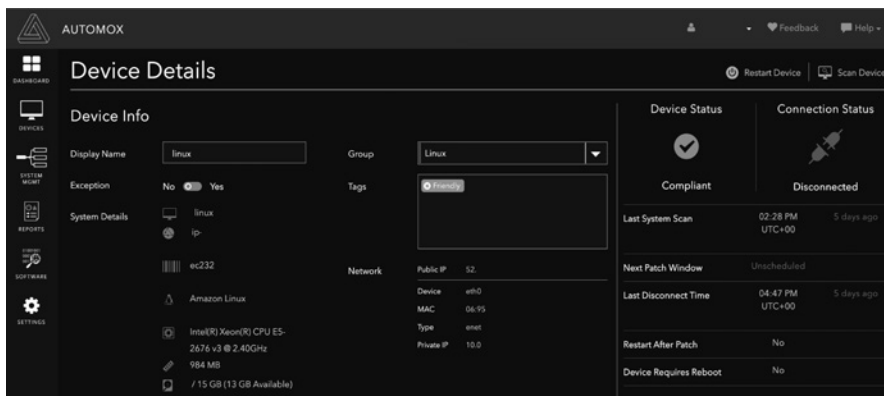 AUTOMOX
Feedback
Help
DASHBOARD
Device Details
Restart Device
Scan Device
DEVICES
Device Info
Device Status
Connection Status
Display Name
linux
Group
Linux
SYSTEM
MGMT
Exception
No
Yes
Tags
Friendly
Compliant
Disconnected
System Details
linux
REPORTS
ip-
Last System Scan
02:28 PM
UTC+00
5 days ago
SOFTWARE
ec232
Network
Public IP
52.
Next Patch Window
Unscheduled
SETTINGS
Amazon Linux
Device
eth0
Last Disconnect Time
04:47 PM
UTC+00
5 days ago
MAC
06:95
Intel(R) Xeon(R) CPU E5-
2676 v3 @ 2.40GHz
Type
enet
Private IP
10.0
Restart After Patch
No
984 MB
Device Requires Reboot
No
/ 15 GB (13 GB Available)